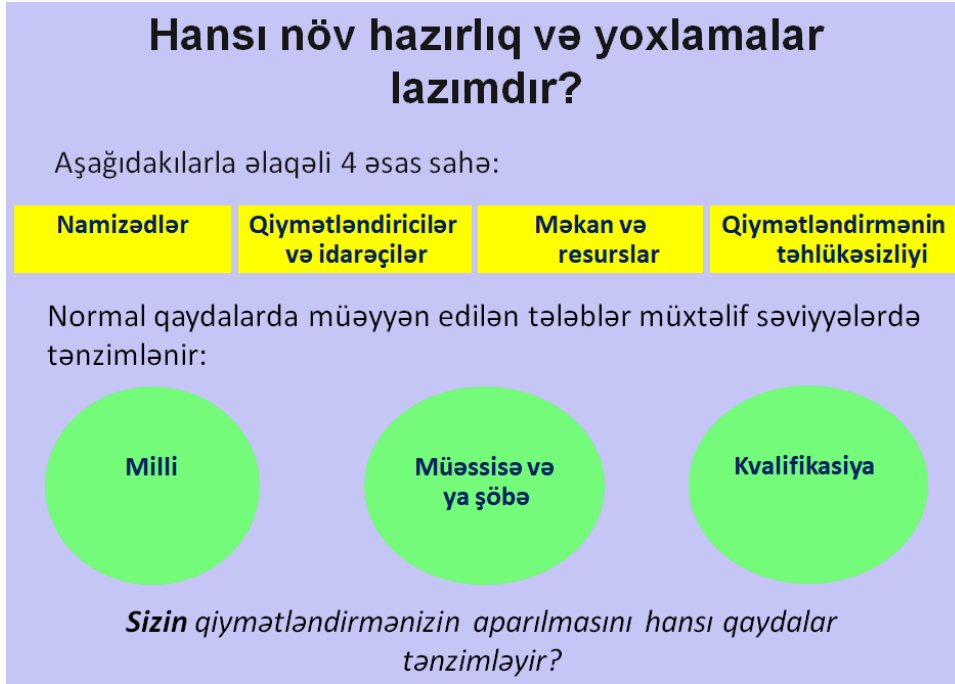 Hansı növ hazırlıq və yoxlamalar
lazımdır?
Aşağıdakılarla əlaqəli 4 əsas sahə:
Namizədlər
Qiymətləndiricilər
və idarəçilər
Məkan və
resurslar
Qiymətləndirmənin
təhlükəsizliyi
Normal qaydalarda müəyyən edilən tələblər müxtəlif səviyyələrdə
tənzimlənir:
Milli
Müəssisə və
ya şöbə
Kvalifikasiya
Sizin qiymətləndirmənizin aparılmasını hansı qaydalar
tənzimləyir?